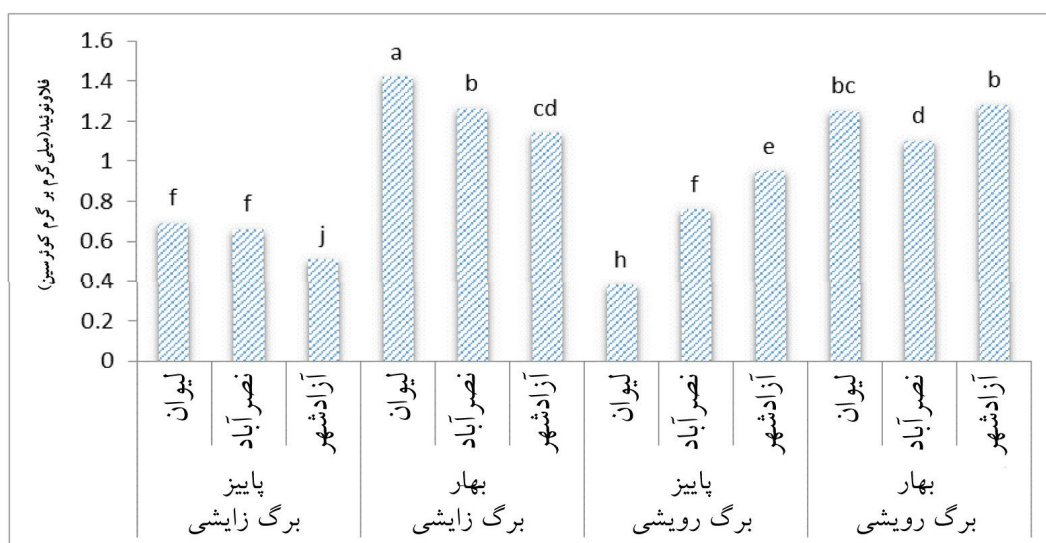 فلاونوئید(میلی‌گرم بر گرم کوئرسین)
1.6
1.4
1.2
1
0.8
0.6
0.4
0.2
0
f
f
j
a
b
cd
h
f
e
bc
d
b
لیوان
نصرآباد
آزادشهر
لیوان
نصرآباد
آزادشهر
لیوان
نصرآباد
آزادشهر
لیوان
نصرآباد
آزادشهر
پاییز
بهار
پاییز
بهار
برگ زایشی
برگ زایشی
برگ رویشی
برگ رویشی